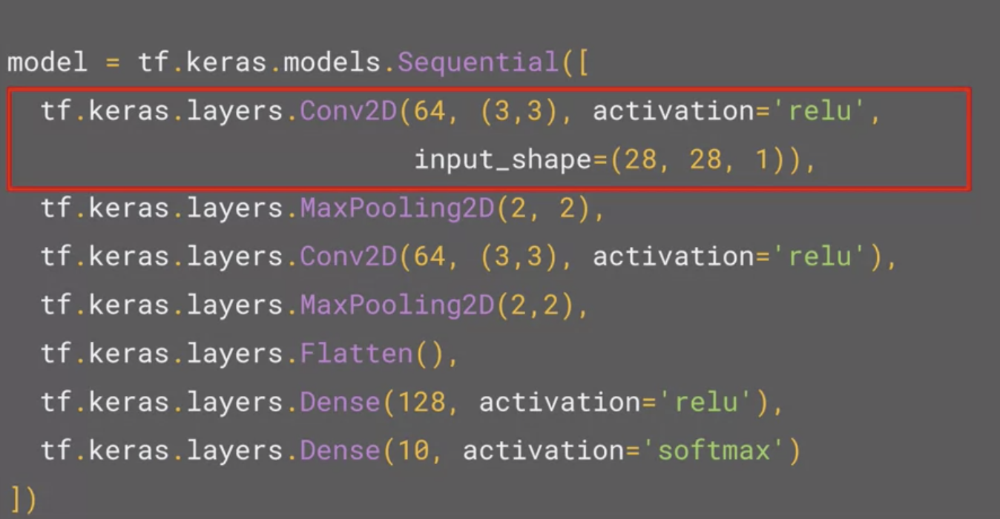 model = tf.keras.models.Sequential([
  tf.keras.layers.Conv2D(64, (3,3), activation='relu',
                         input_shape=(28, 28, 1)),
  tf.keras.layers.MaxPooling2D(2, 2),
  tf.keras.layers.Conv2D(64, (3,3), activation='relu'),
  tf.keras.layers.MaxPooling2D(2,2),
  tf.keras.layers.Flatten(),
  tf.keras.layers.Dense(128, activation='relu'),
  tf.keras.layers.Dense(10, activation='softmax')
])